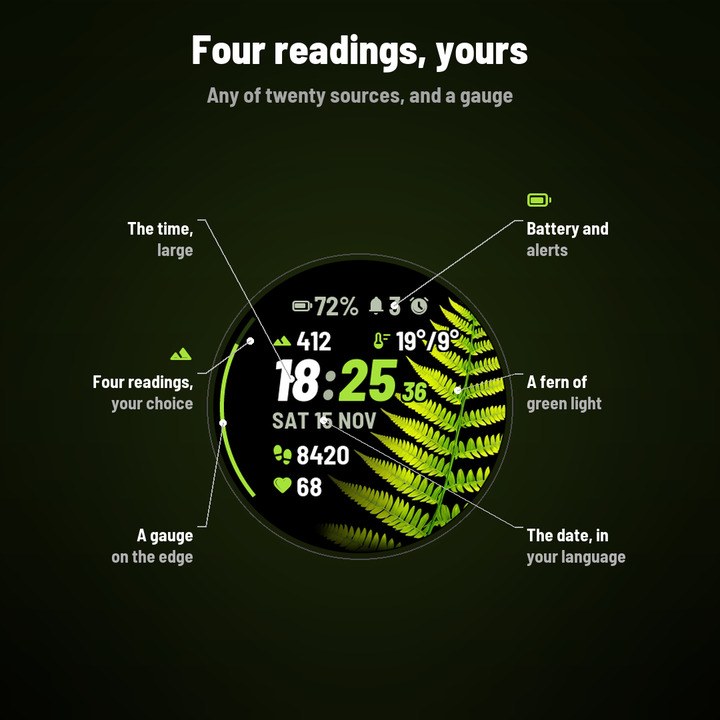 Four readings, yours
Any of twenty sources, and a gauge
The time,
large
Battery and
alerts
72% 3
412 19°/9°
18:25 36
SAT 15 NOV
8420
68
Four readings,
your choice
A fern of
green light
A gauge
on the edge
The date, in
your language